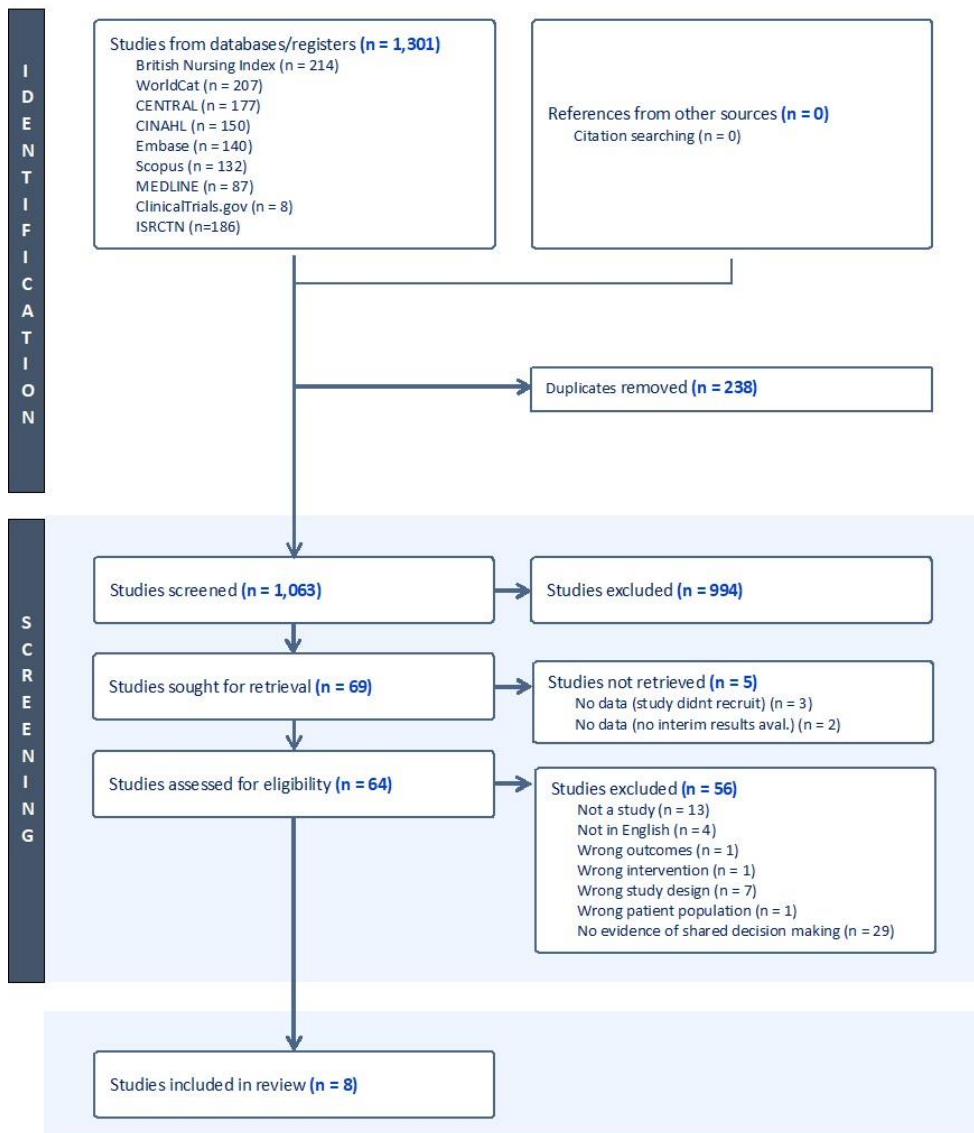 IDENTIFICATION
Studies from databases/registers (n = 1,301)
British Nursing Index (n = 214)
WorldCat (n = 207)
CENTRAL (n = 177)
CINAHL (n = 150)
Embase (n = 140)
Scopus (n = 132)
MEDLINE (n = 87)
ClinicalTrials.gov (n = 8)
ISRCTN (n=186)
References from other sources (n = 0)
Citation searching (n = 0)
Duplicates removed (n = 238)
SCREENING
Studies screened (n = 1,063)
Studies excluded (n = 994)
Studies sought for retrieval (n = 69)
Studies not retrieved (n = 5)
No data (study didnt recruit) (n = 3)
No data (no interim results aval.) (n = 2)
Studies assessed for eligibility (n = 64)
Studies excluded (n = 56)
Not a study (n = 13)
Not in English (n = 4)
Wrong outcomes (n = 1)
Wrong intervention (n = 1)
Wrong study design (n = 7)
Wrong patient population (n = 1)
No evidence of shared decision making (n = 29)
Studies included in review (n = 8)